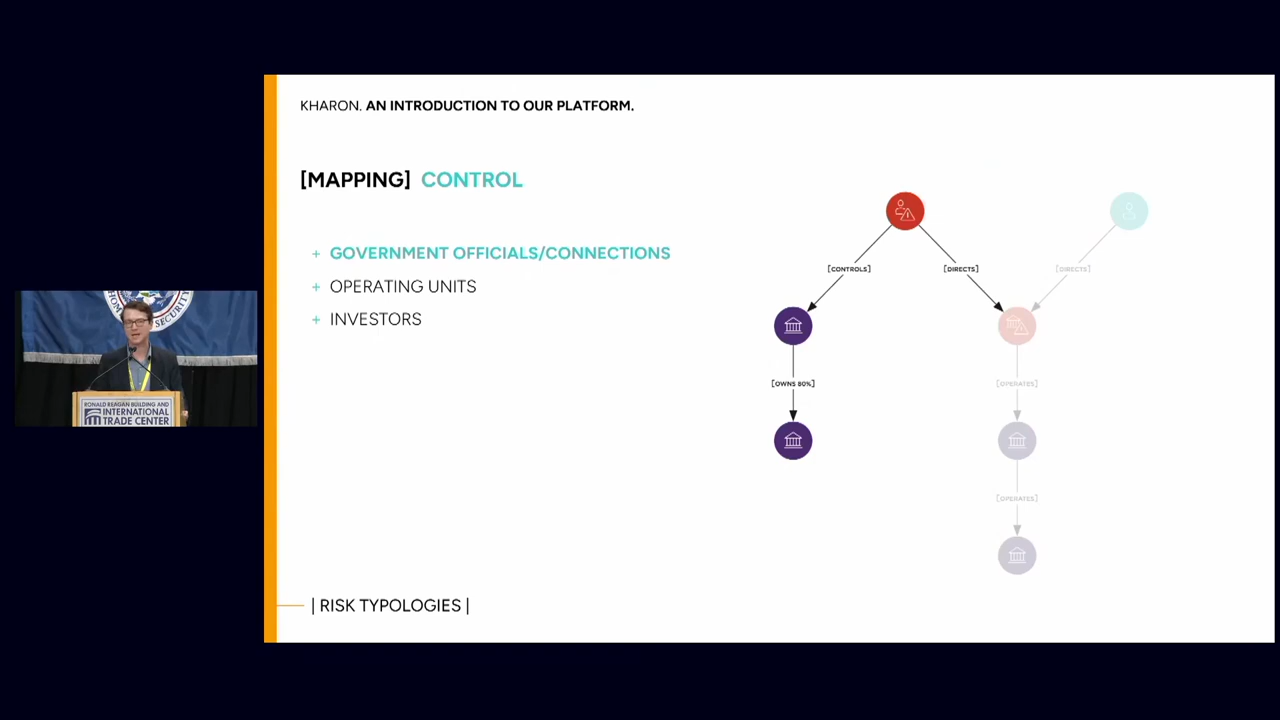 KHARON. AN INTRODUCTION TO OUR PLATFORM.
[MAPPING] CONTROL
+ GOVERNMENT OFFICIALS/CONNECTIONS
+ OPERATING UNITS
+ INVESTORS
[CONTROLS]
[DIRECTS]
[DIRECTS]
[OWNS 80%]
[OPERATES]
[OPERATES]
| RISK TYPOLOGIES |
SECURITY
RONALD REAGAN BUILDING AND
INTERNATIONAL
TRADE CENTER